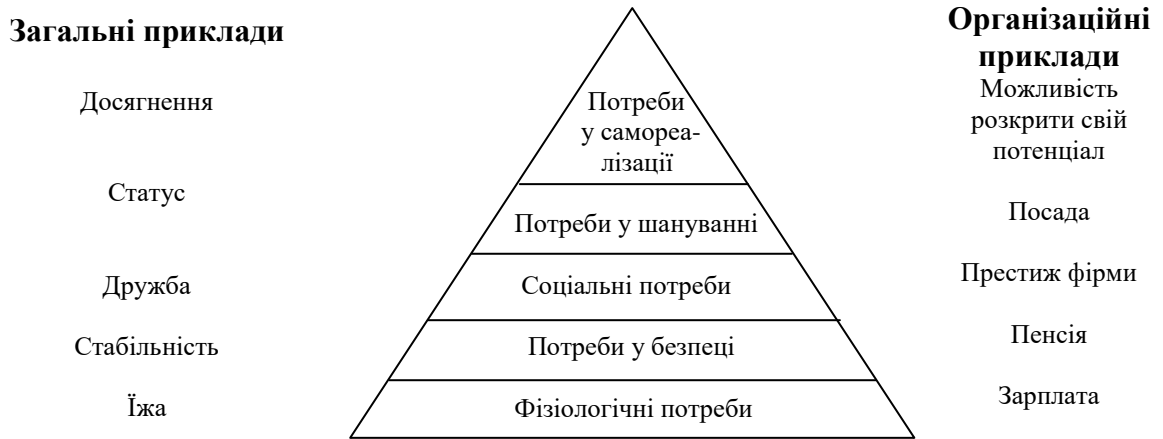 Загальні приклади
Досягнення
Статус
Дружба
Стабільність
Їжа
Потреби
у самореа-
лізації
Потреби у шануванні
Соціальні потреби
Потреби у безпеці
Фізіологічні потреби
Організаційні
приклади
Можливість
розкрити свій
потенціал
Посада
Престиж фірми
Пенсія
Зарплата